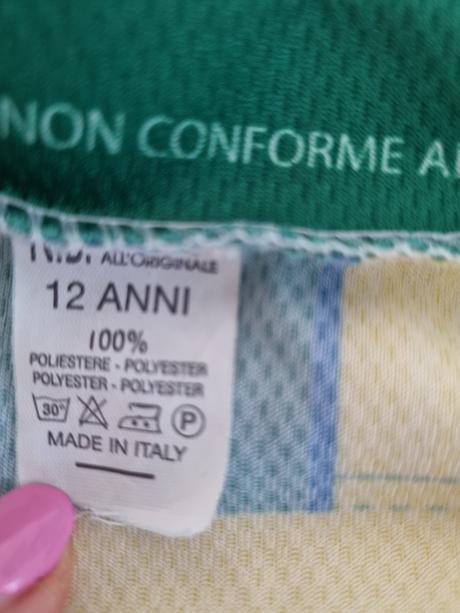 NON CONFORME A
ALL'ORIGINALE
12 ANNI
100%
POLIESTERE - POLYESTER
POLYESTER - POLYESTER
30°
P
MADE IN ITALY